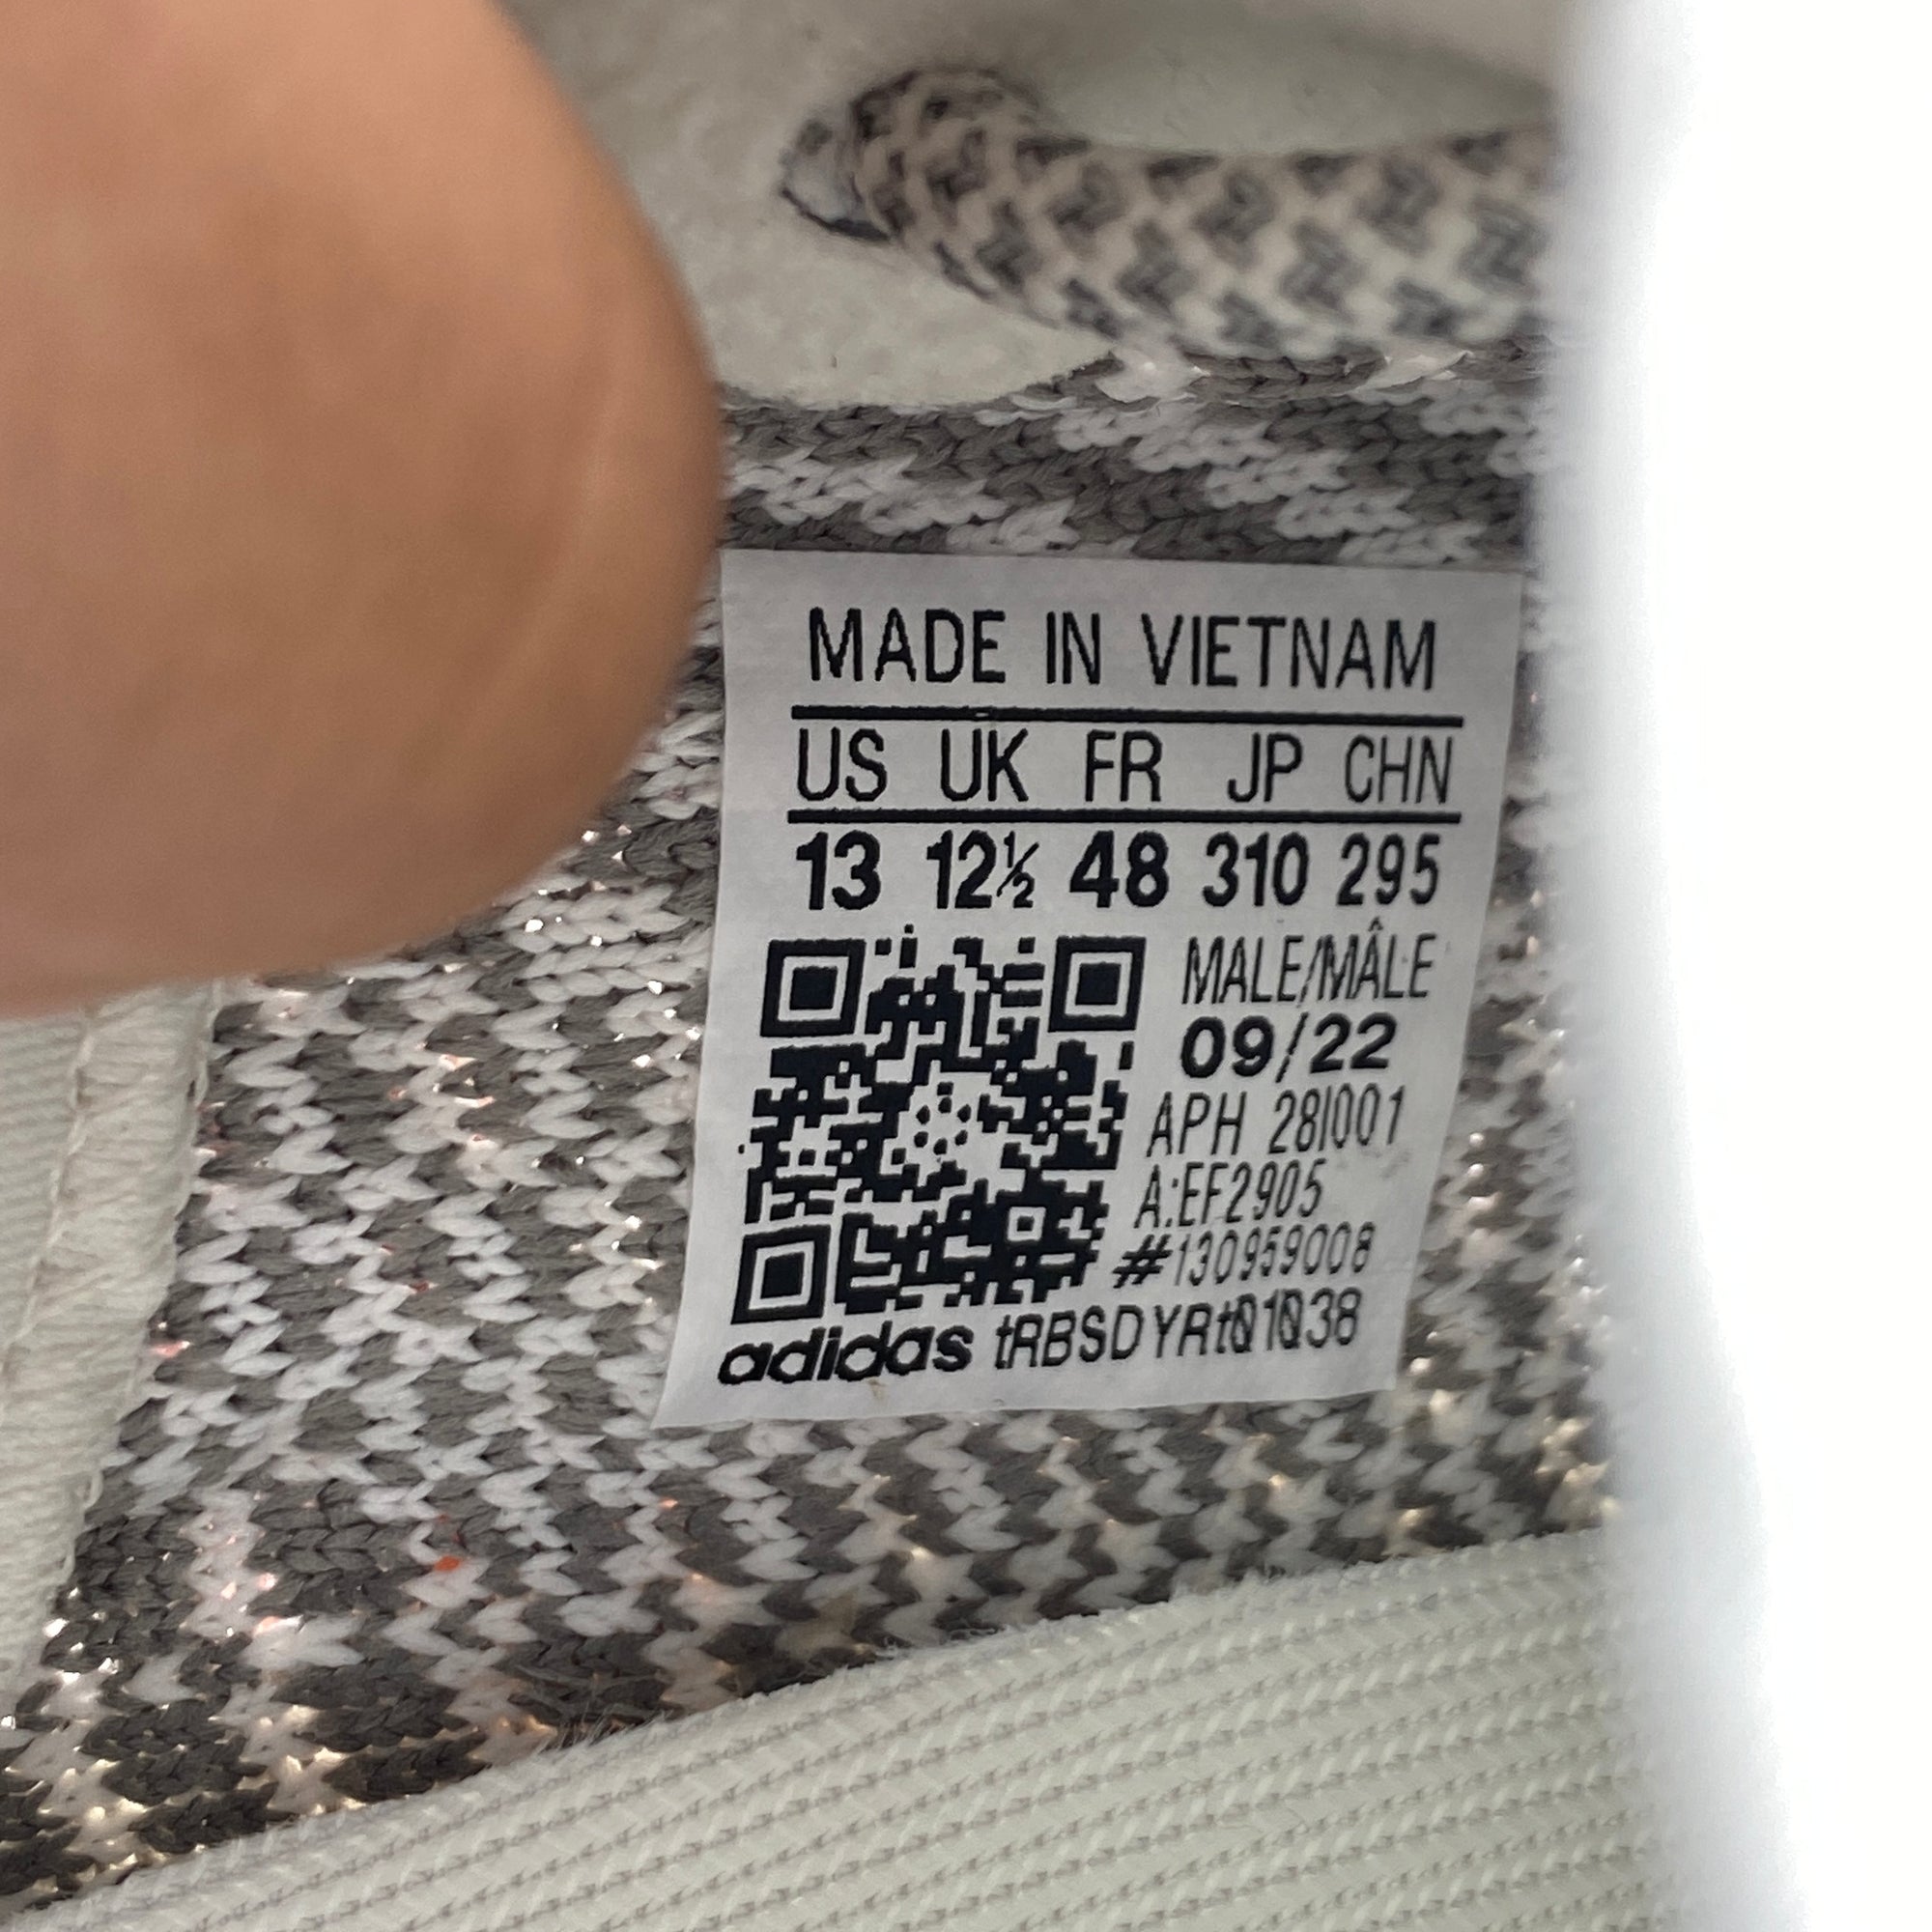 MADE IN VIETNAM
US UK FR JP CHN
13 12½ 48 310 295
MALE/MÂLE
09/22
APH 28I001
A:EF2905
#130959008
adidas tRBSDYRt01038